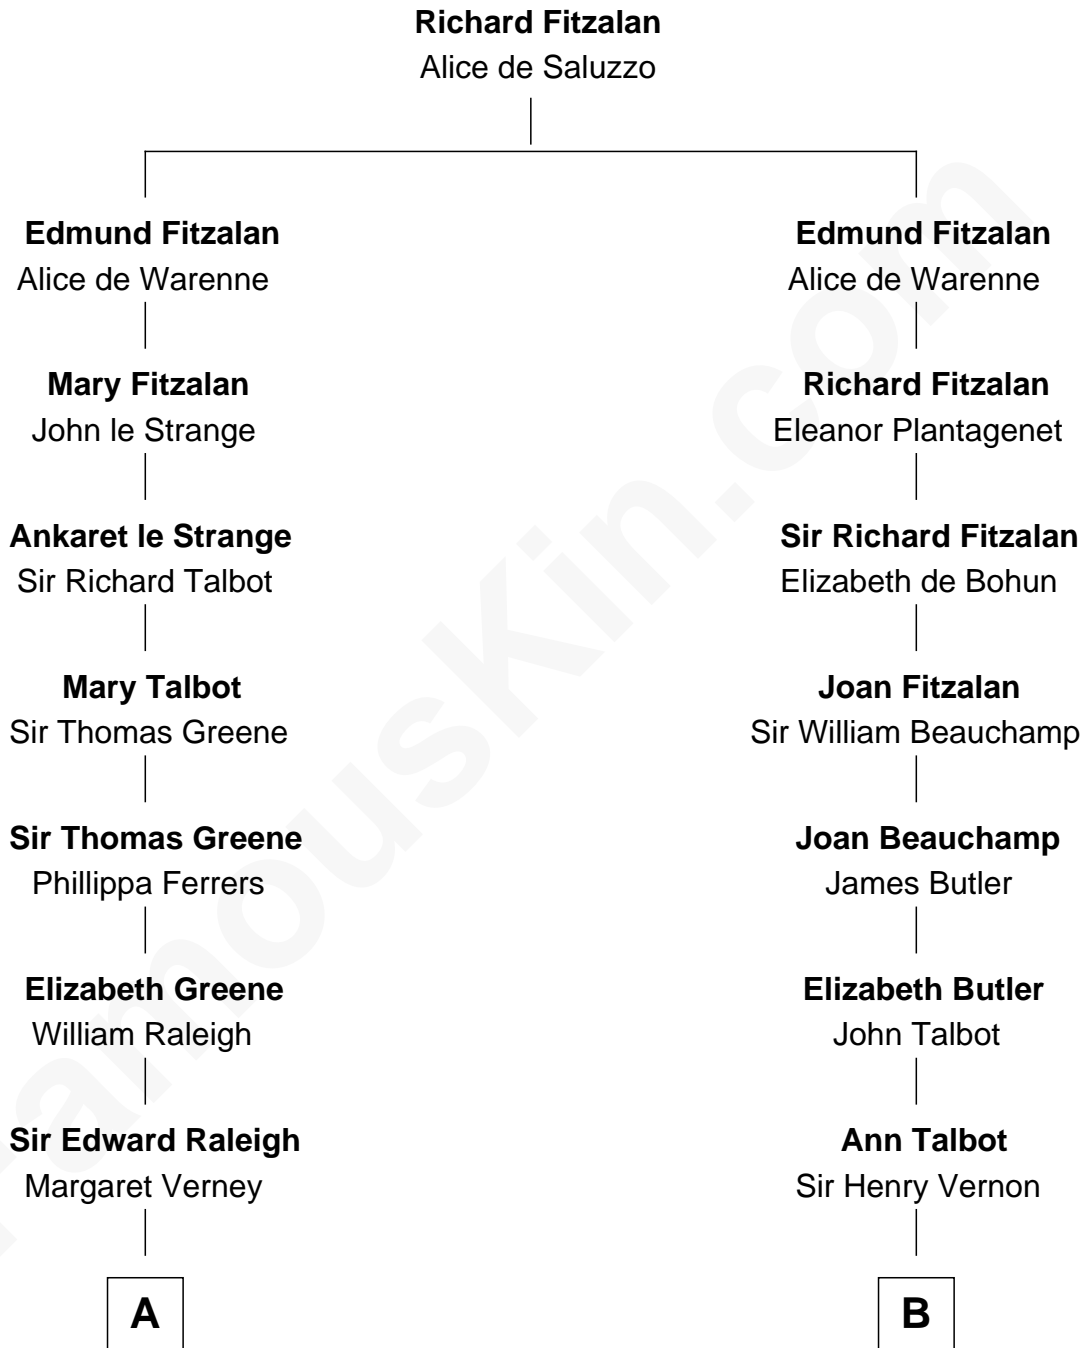 Richard Fitzalan
Alice de Saluzzo
Edmund Fitzalan
Alice de Warenne
Edmund Fitzalan
Alice de Warenne
Mary Fitzalan
John le Strange
Richard Fitzalan
Eleanor Plantagenet
Ankaret le Strange
Sir Richard Talbot
Sir Richard Fitzalan
Elizabeth de Bohun
Mary Talbot
Sir Thomas Greene
Joan Fitzalan
Sir William Beauchamp
Sir Thomas Greene
Phillippa Ferrers
Joan Beauchamp
James Butler
Elizabeth Greene
William Raleigh
Elizabeth Butler
John Talbot
Sir Edward Raleigh
Margaret Verney
Ann Talbot
Sir Henry Vernon
A
B
FamousKin.com